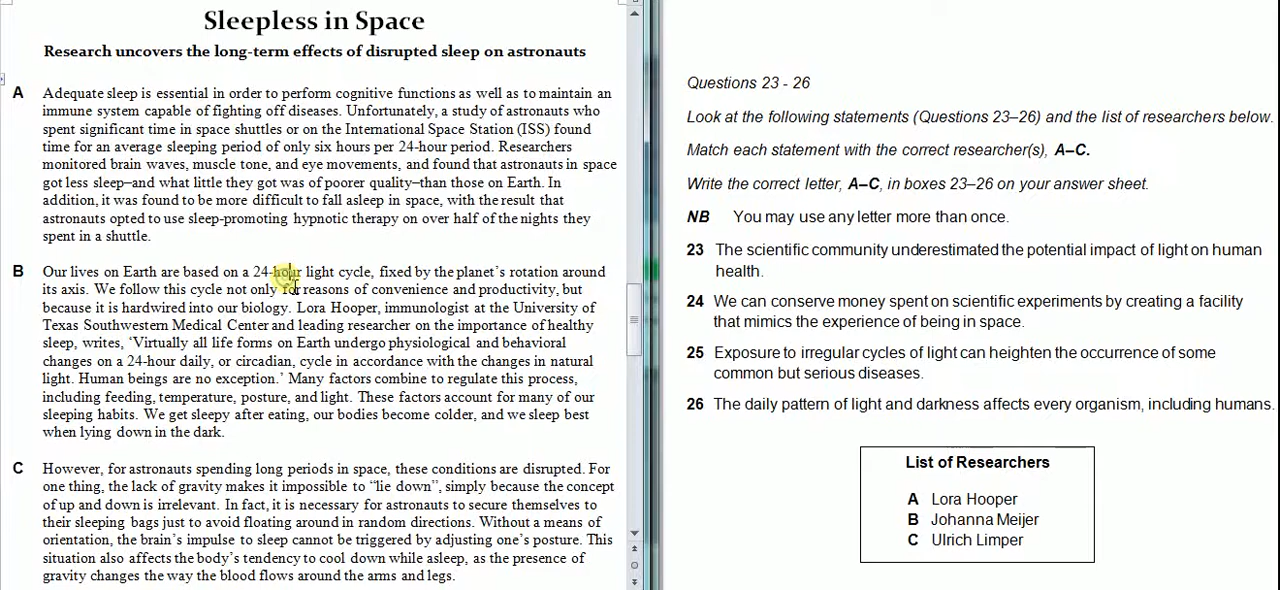 Sleepless in Space
Research uncovers the long-term effects of disrupted sleep on astronauts
A Adequate sleep is essential in order to perform cognitive functions as well as to maintain an
immune system capable of fighting off diseases. Unfortunately, a study of astronauts who
spent significant time in space shuttles or on the International Space Station (ISS) found
time for an average sleeping period of only six hours per 24-hour period. Researchers
monitored brain waves, muscle tone, and eye movements, and found that astronauts in space
got less sleep–and what little they got was of poorer quality–than those on Earth. In
addition, it was found to be more difficult to fall asleep in space, with the result that
astronauts opted to use sleep-promoting hypnotic therapy on over half of the nights they
spent in a shuttle.
B Our lives on Earth are based on a 24-hour light cycle, fixed by the planet's rotation around
its axis. We follow this cycle not only for reasons of convenience and productivity, but
because it is hardwired into our biology. Lora Hooper, immunologist at the University of
Texas Southwestern Medical Center and leading researcher on the importance of healthy
sleep, writes, 'Virtually all life forms on Earth undergo physiological and behavioral
changes on a 24-hour daily, or circadian, cycle in accordance with the changes in natural
light. Human beings are no exception.' Many factors combine to regulate this process,
including feeding, temperature, posture, and light. These factors account for many of our
sleeping habits. We get sleepy after eating, our bodies become colder, and we sleep best
when lying down in the dark.
C However, for astronauts spending long periods in space, these conditions are disrupted. For
one thing, the lack of gravity makes it impossible to "lie down", simply because the concept
of up and down is irrelevant. In fact, it is necessary for astronauts to secure themselves to
their sleeping bags just to avoid floating around in random directions. Without a means of
orientation, the brain's impulse to sleep cannot be triggered by adjusting one's posture. This
situation also affects the body's tendency to cool down while asleep, as the presence of
gravity changes the way the blood flows around the arms and legs.
Questions 23 - 26
Look at the following statements (Questions 23–26) and the list of researchers below.
Match each statement with the correct researcher(s), A–C.
Write the correct letter, A–C, in boxes 23–26 on your answer sheet.
NB You may use any letter more than once.
23 The scientific community underestimated the potential impact of light on human
health.
24 We can conserve money spent on scientific experiments by creating a facility
that mimics the experience of being in space.
25 Exposure to irregular cycles of light can heighten the occurrence of some
common but serious diseases.
26 The daily pattern of light and darkness affects every organism, including humans.
List of Researchers
A Lora Hooper
B Johanna Meijer
C Ulrich Limper